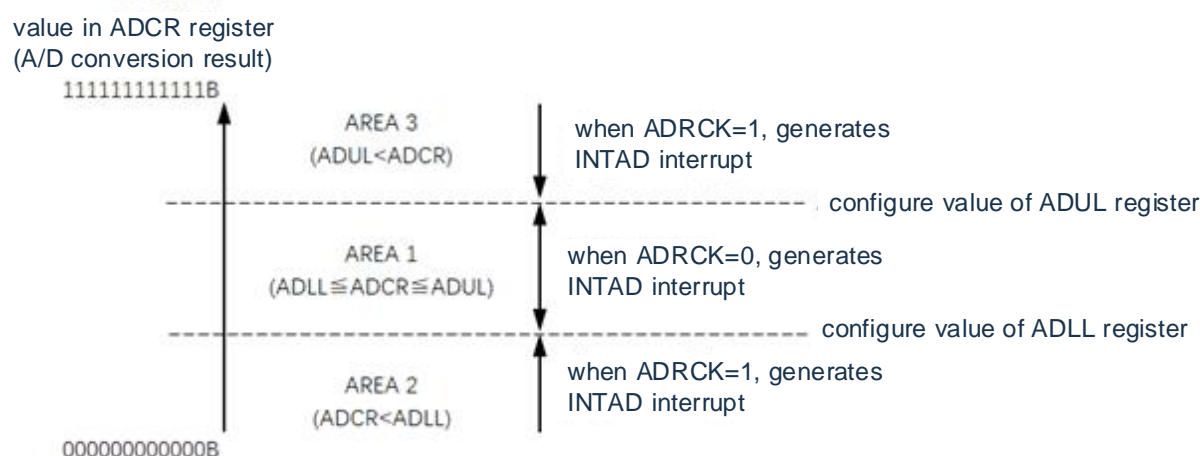 value in ADCR register
(A/D conversion result)
111111111111B
AREA 3
(ADUL<ADCR)
when ADRCK=1, generates
INTAD interrupt
configure value of ADUL register
AREA 1
(ADLL≦ADCR≦ADUL)
when ADRCK=0, generates
INTAD interrupt
configure value of ADLL register
AREA 2
(ADCR<ADLL)
when ADRCK=1, generates
INTAD interrupt
000000000000B